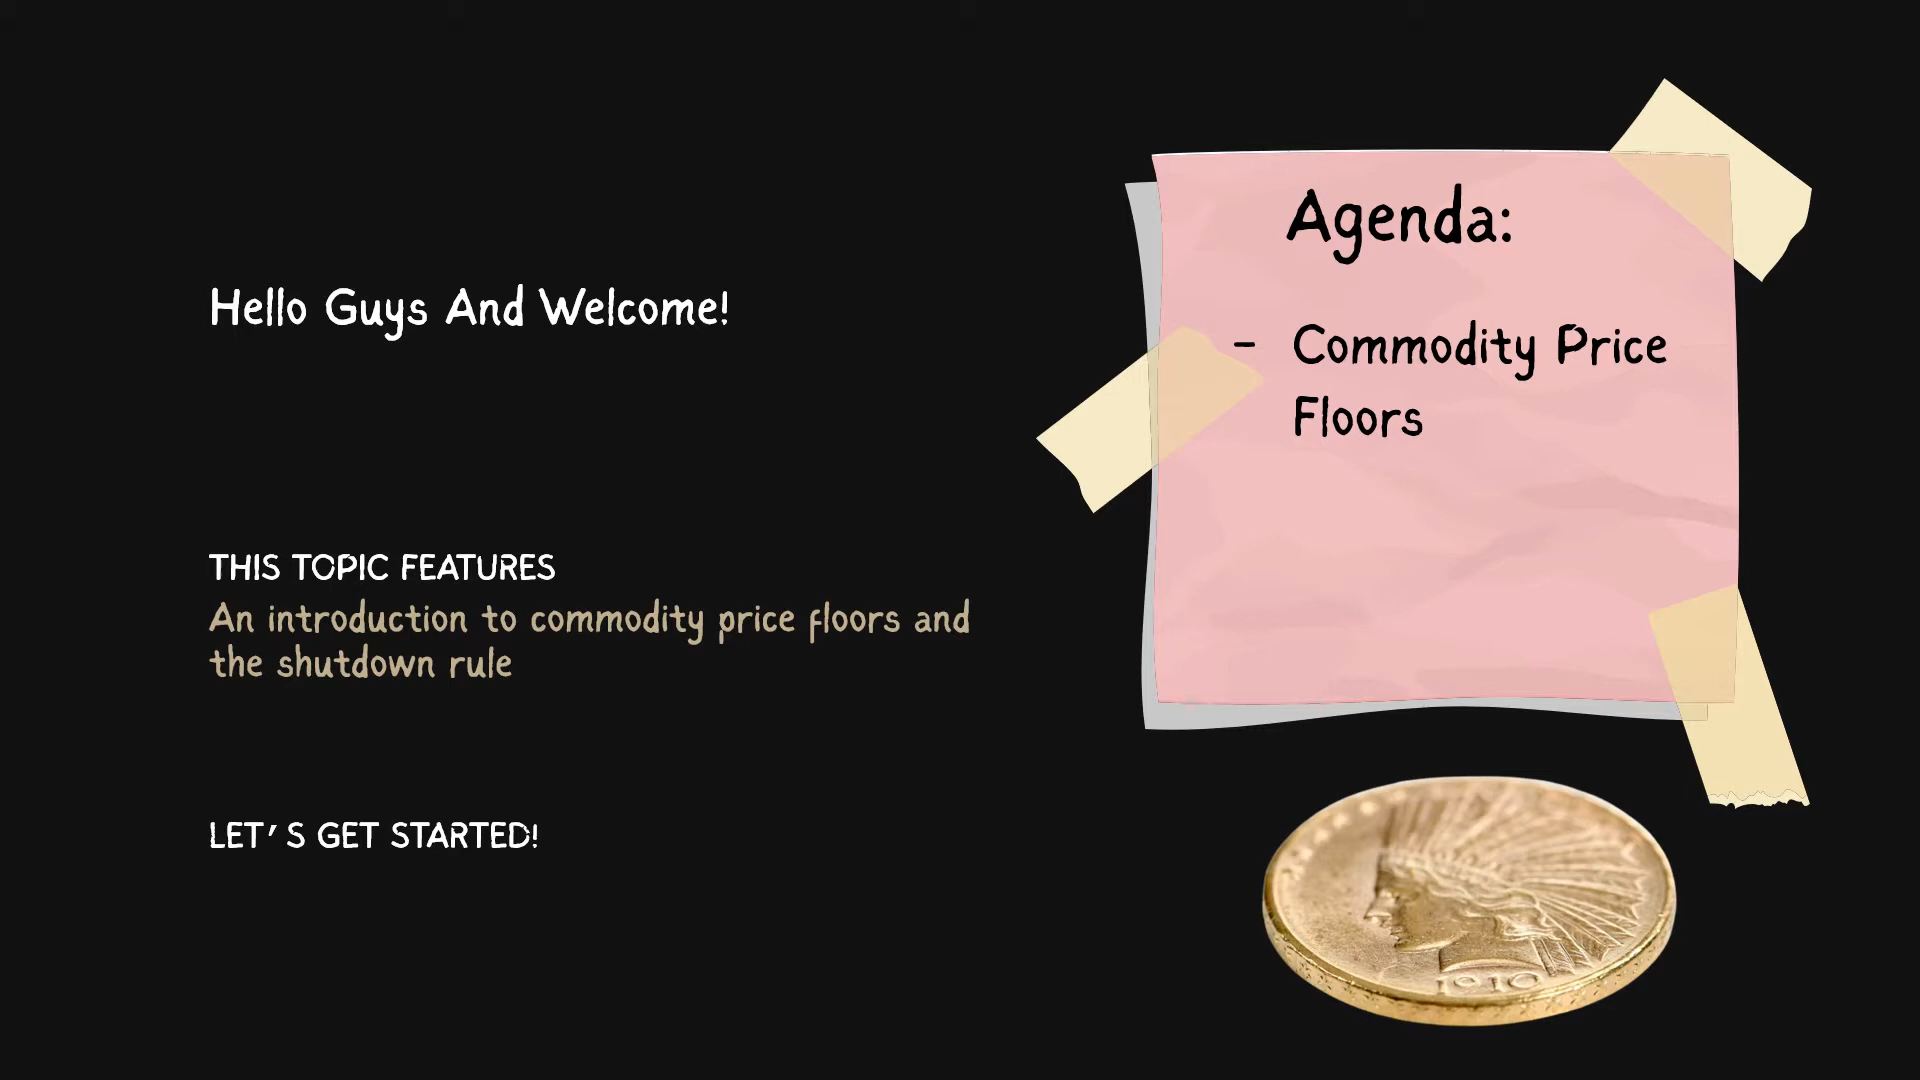 Hello Guys And Welcome!
THIS TOPIC FEATURES
An introduction to commodity price floors and
the shutdown rule
LET'S GET STARTED!
Agenda:
- Commodity Price
Floors
1910